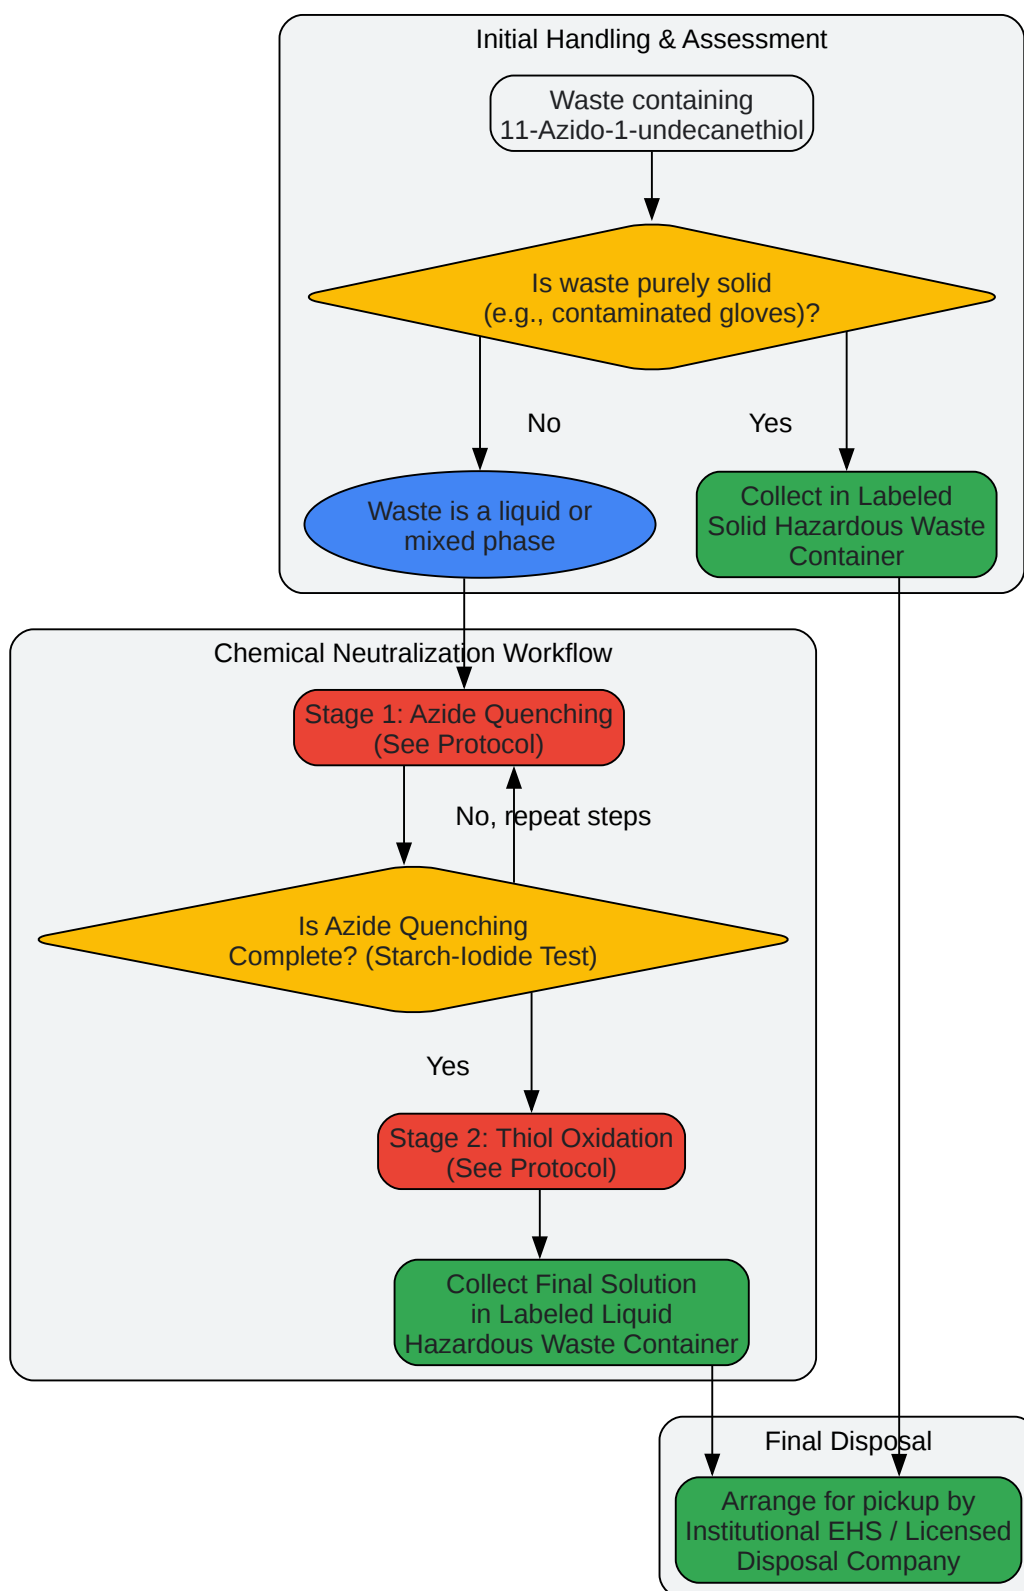 Initial Handling & Assessment
Waste containing
11-Azido-1-undecanethiol
Is waste purely solid
(e.g., contaminated gloves)?
No
Yes
Waste is a liquid or
mixed phase
Collect in Labeled
Solid Hazardous Waste
Container
Chemical Neutralization Workflow
Stage 1: Azide Quenching
(See Protocol)
No, repeat steps
Is Azide Quenching
Complete? (Starch-Iodide Test)
Yes
Stage 2: Thiol Oxidation
(See Protocol)
Collect Final Solution
in Labeled Liquid
Hazardous Waste Container
Final Disposal
Arrange for pickup by
Institutional EHS / Licensed
Disposal Company